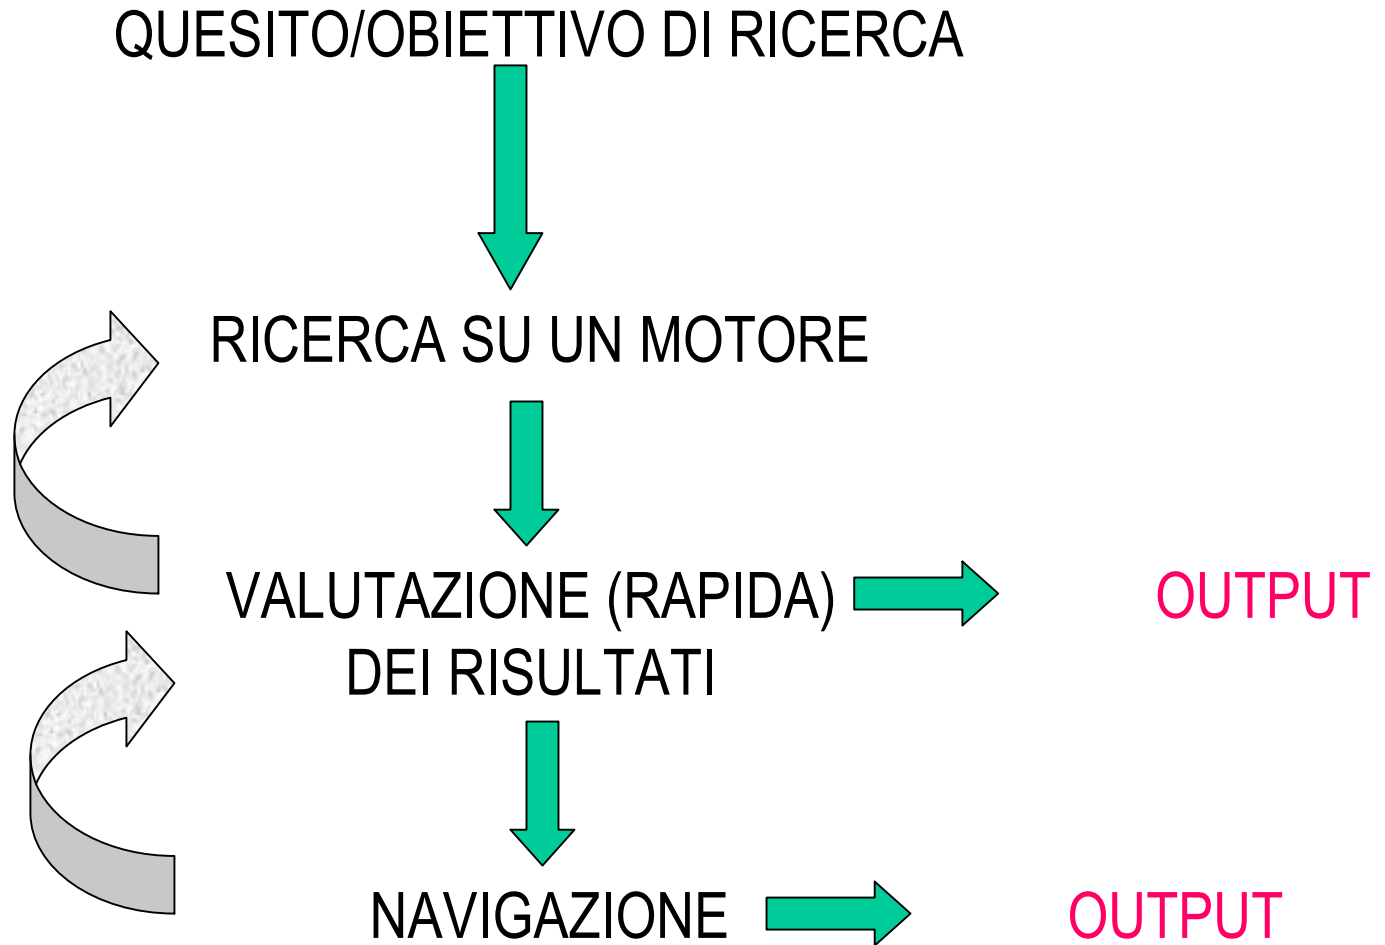 QUESITO/OBIETTIVO DI RICERCA
RICERCA SU UN MOTORE
VALUTAZIONE (RAPIDA) OUTPUT
DEI RISULTATI
NAVIGAZIONE OUTPUT